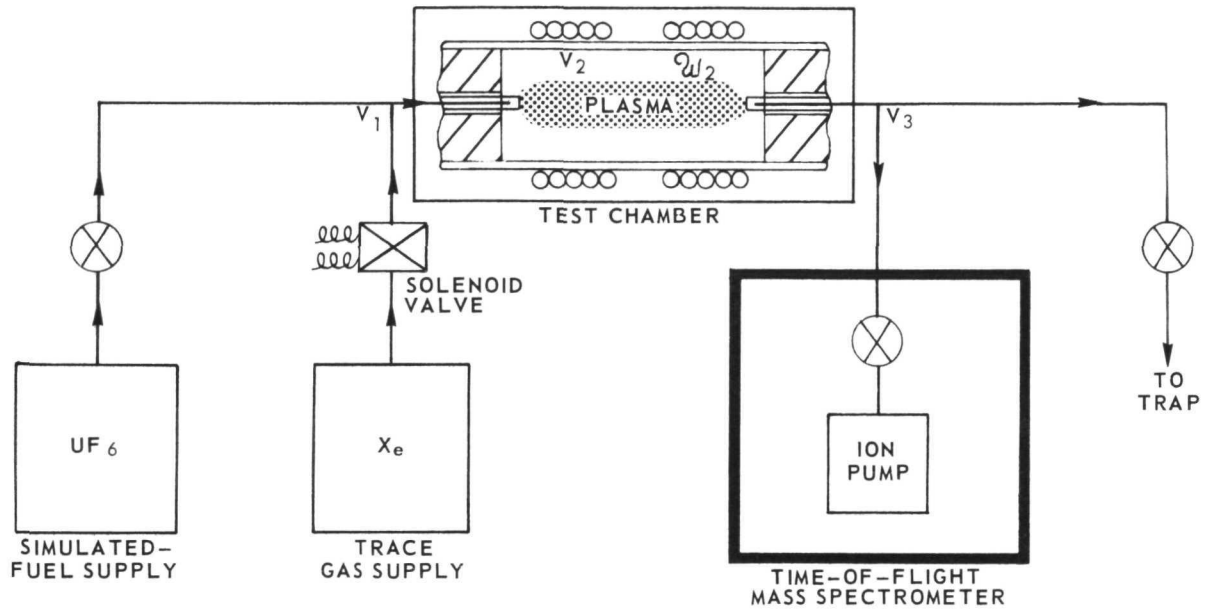 V2
𝒲2
PLASMA
V1
V3
TEST CHAMBER
SOLENOID
VALVE
UF6
Xe
ION
PUMP
TO
TRAP
SIMULATED–
FUEL SUPPLY
TRACE
GAS SUPPLY
TIME–OF–FLIGHT
MASS SPECTROMETER